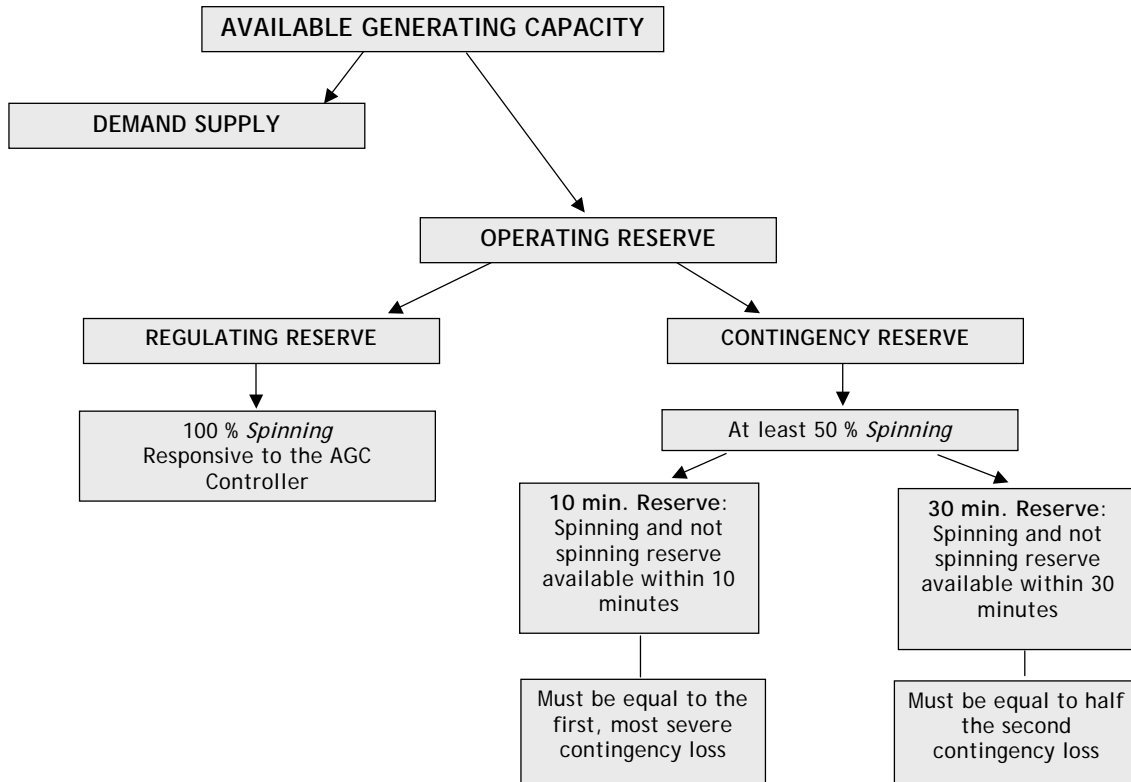 AVAILABLE GENERATING CAPACITY
DEMAND SUPPLY
OPERATING RESERVE
REGULATING RESERVE
CONTINGENCY RESERVE
100 % Spinning
Responsive to the AGC
Controller
At least 50 % Spinning
10 min. Reserve:
Spinning and not
spinning reserve
available within 10
minutes
30 min. Reserve:
Spinning and not
spinning reserve
available within 30
minutes
Must be equal to the
first, most severe
contingency loss
Must be equal to half
the second
contingency loss